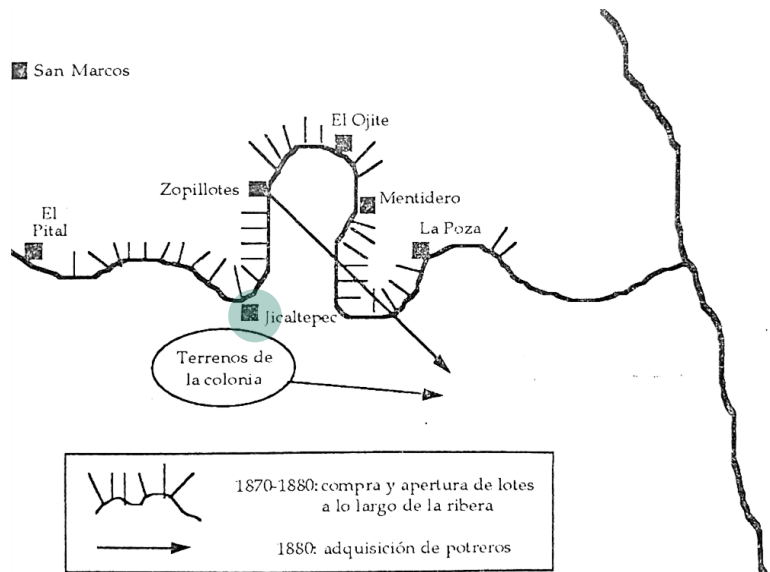 San Marcos
El Ojite
Zopillotes
Mentidero
El
Pital
La Poza
Jicaltepec
Terrenos de
la colonia
1870-1880: compra y apertura de lotes
a lo largo de la ribera
1880: adquisición de potreros